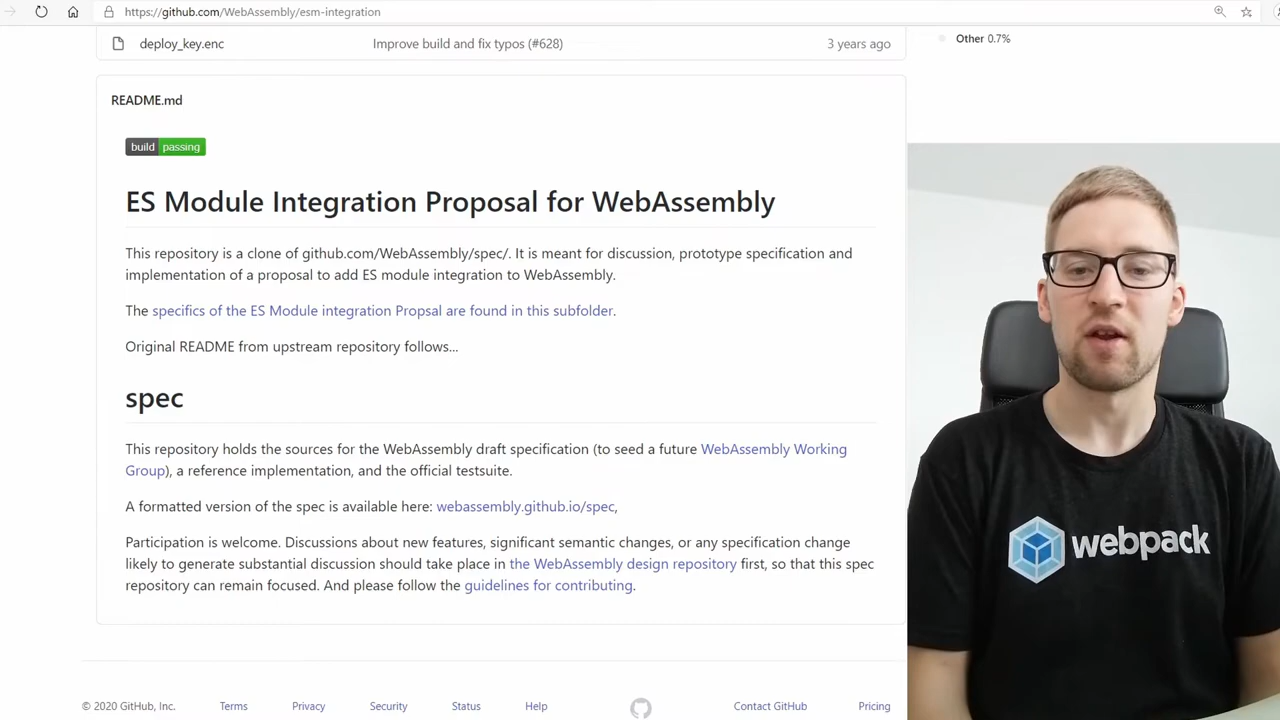 https://github.com/WebAssembly/esm-integration
deploy_key.enc Improve build and fix typos (#628) 3 years ago
Other 0.7%
README.md
build passing
ES Module Integration Proposal for WebAssembly
This repository is a clone of github.com/WebAssembly/spec/. It is meant for discussion, prototype specification and
implementation of a proposal to add ES module integration to WebAssembly.
The specifics of the ES Module integration Propsal are found in this subfolder.
Original README from upstream repository follows...
spec
This repository holds the sources for the WebAssembly draft specification (to seed a future WebAssembly Working
Group), a reference implementation, and the official testsuite.
A formatted version of the spec is available here: webassembly.github.io/spec,
Participation is welcome. Discussions about new features, significant semantic changes, or any specification change
likely to generate substantial discussion should take place in the WebAssembly design repository first, so that this spec
repository can remain focused. And please follow the guidelines for contributing.
webpack
© 2020 GitHub, Inc. Terms Privacy Security Status Help Contact GitHub Pricing